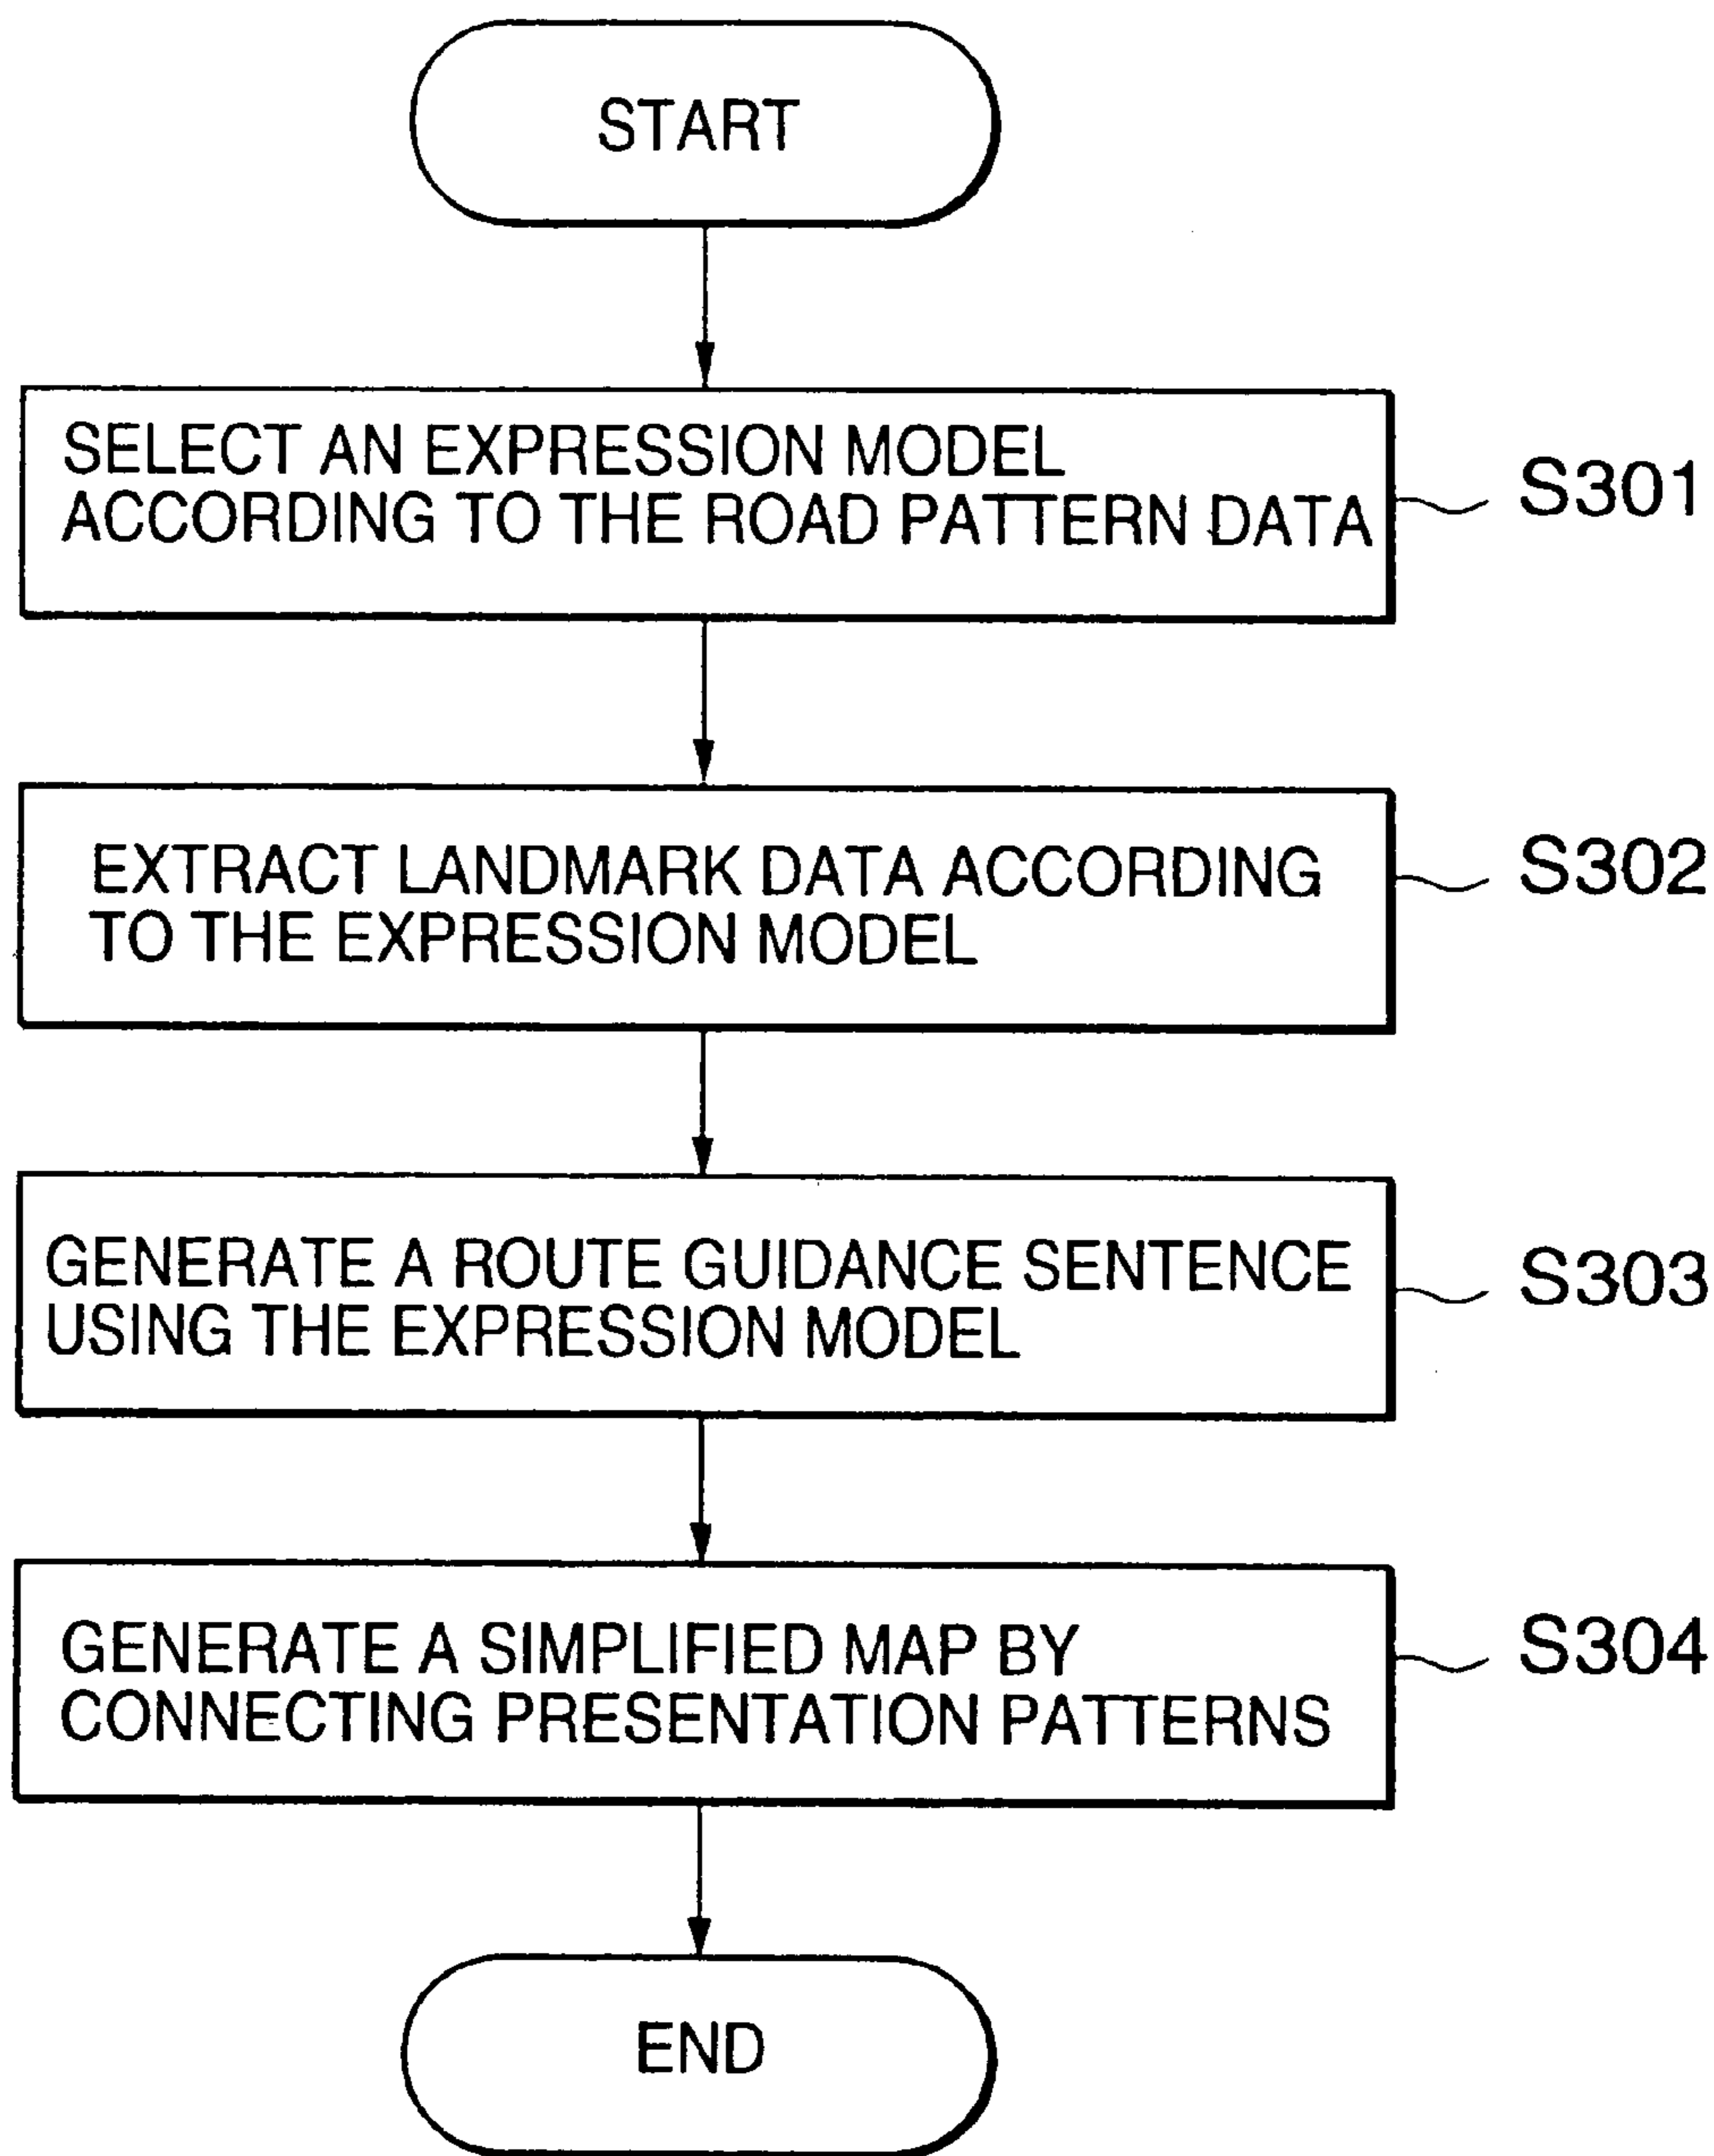 START
SELECT AN EXPRESSION MODEL
ACCORDING TO THE ROAD PATTERN DATA
S301
EXTRACT LANDMARK DATA ACCORDING
TO THE EXPRESSION MODEL
S302
GENERATE A ROUTE GUIDANCE SENTENCE
USING THE EXPRESSION MODEL
S303
GENERATE A SIMPLIFIED MAP BY
CONNECTING PRESENTATION PATTERNS
S304
END